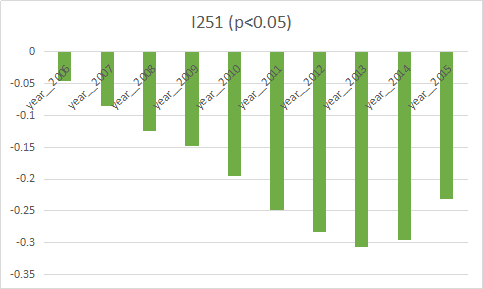 I251 (p<0.05)
0
-0.05
-0.1
-0.15
-0.2
-0.25
-0.3
-0.35
year__2006
year__2007
year__2008
year__2009
year__2010
year__2011
year__2012
year__2013
year__2014
year__2015